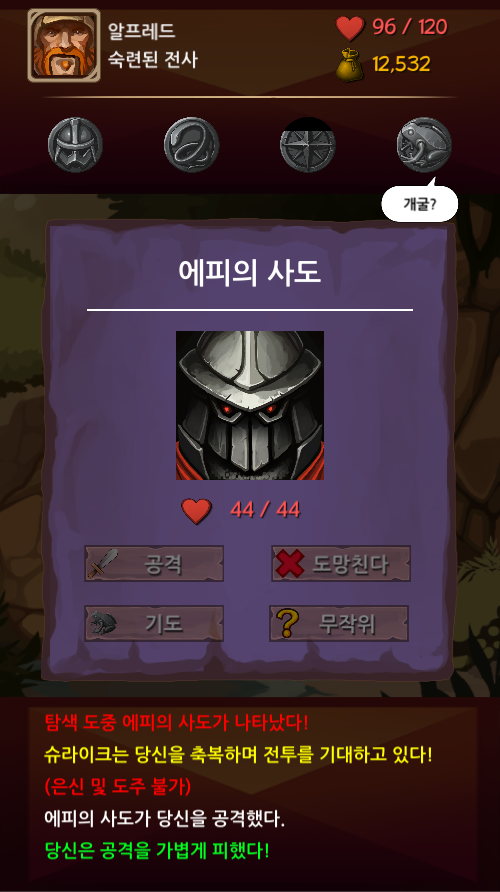 알프레드
96 / 120
숙련된 전사
12,532
개굴?
에피의 사도
44 / 44
공격
도망친다
기도
무작위
탐색 도중 에피의 사도가 나타났다!
슈라이크는 당신을 축복하며 전투를 기대하고 있다!
(은신 및 도주 불가)
에피의 사도가 당신을 공격했다.
당신은 공격을 가볍게 피했다!